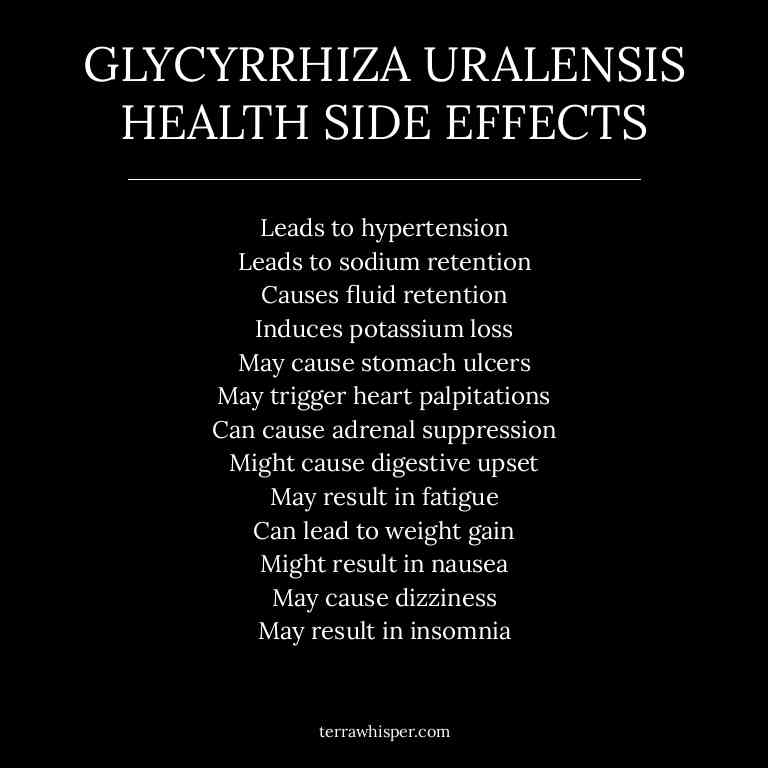 GLYCYRRHIZA URALENSIS
HEALTH SIDE EFFECTS
Leads to hypertension
Leads to sodium retention
Causes fluid retention
Induces potassium loss
May cause stomach ulcers
May trigger heart palpitations
Can cause adrenal suppression
Might cause digestive upset
May result in fatigue
Can lead to weight gain
Might result in nausea
May cause dizziness
May result in insomnia
terrawhisper.com